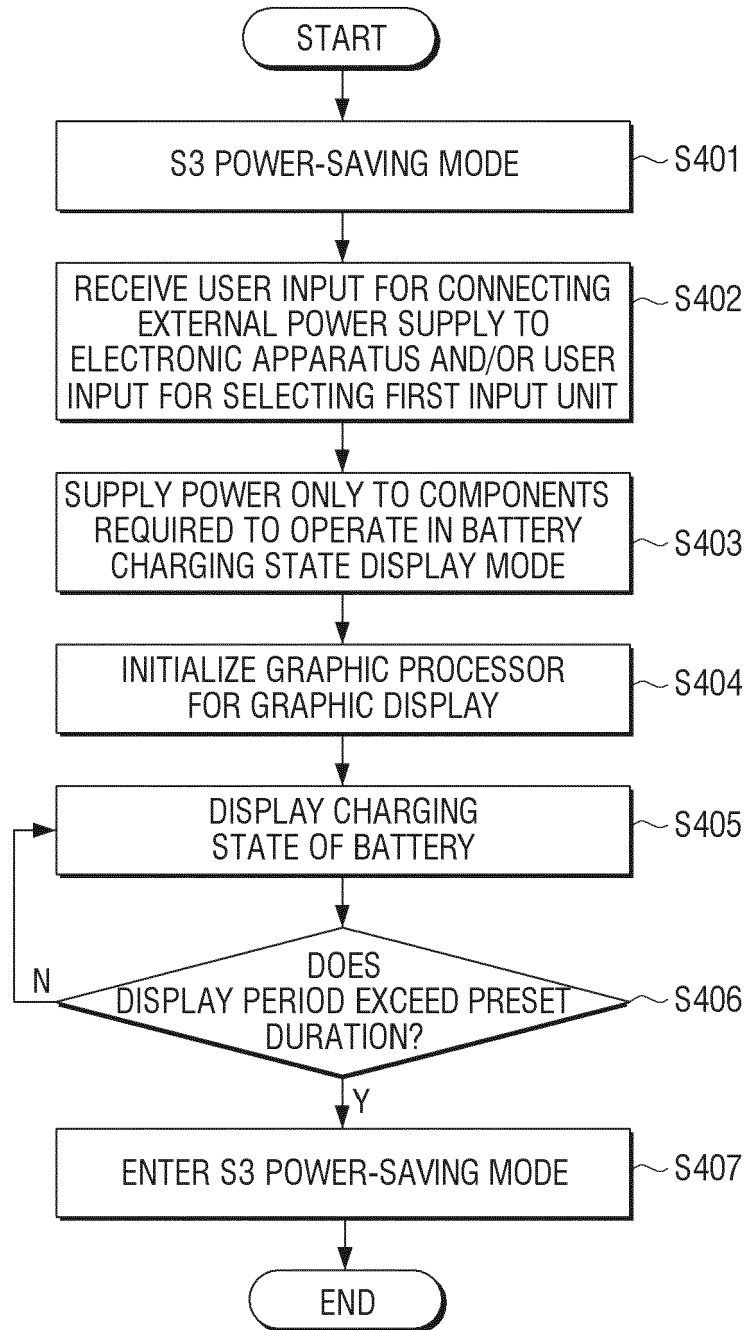 START
S3 POWER-SAVING MODE
S401
RECEIVE USER INPUT FOR CONNECTING
EXTERNAL POWER SUPPLY TO
ELECTRONIC APPARATUS AND/OR USER
INPUT FOR SELECTING FIRST INPUT UNIT
S402
SUPPLY POWER ONLY TO COMPONENTS
REQUIRED TO OPERATE IN BATTERY
CHARGING STATE DISPLAY MODE
S403
INITIALIZE GRAPHIC PROCESSOR
FOR GRAPHIC DISPLAY
S404
DISPLAY CHARGING
STATE OF BATTERY
S405
DOES
DISPLAY PERIOD EXCEED PRESET
DURATION?
S406
N
Y
ENTER S3 POWER-SAVING MODE
S407
END